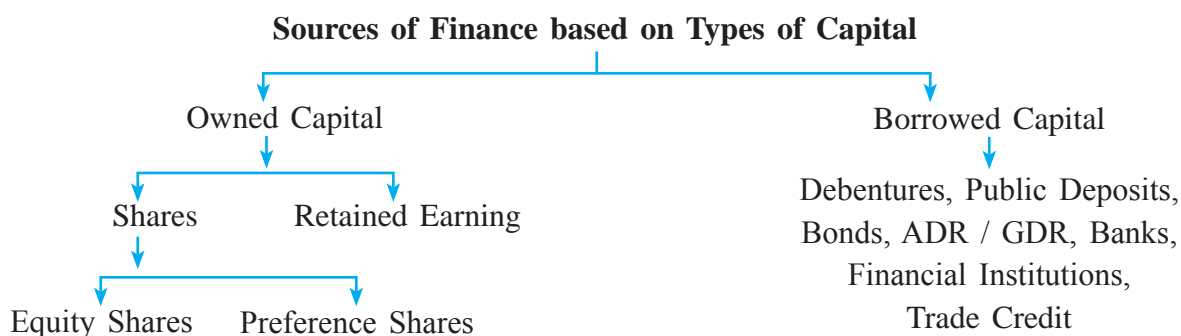 Sources of Finance based on Types of Capital
Owned Capital
Borrowed Capital
Shares
Retained Earning
Debentures, Public Deposits,
Bonds, ADR / GDR, Banks,
Financial Institutions,
Trade Credit
Equity Shares
Preference Shares